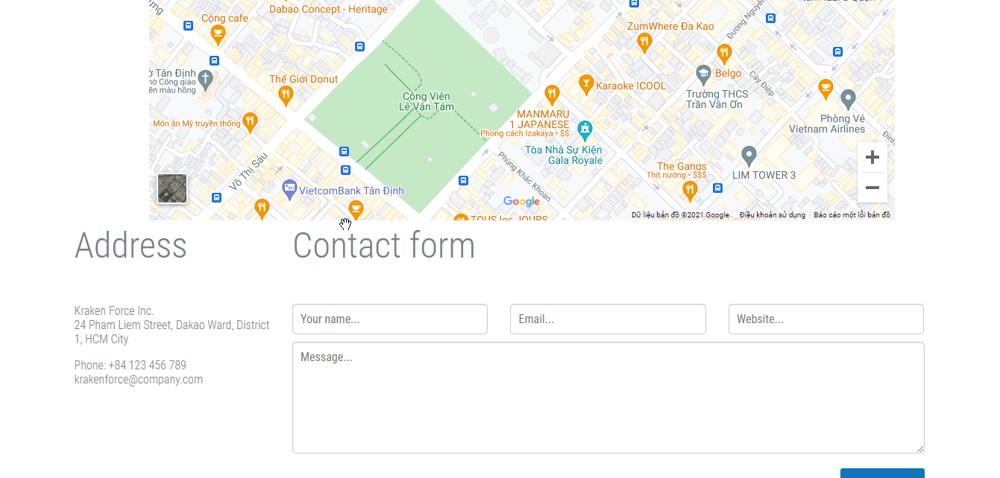 Dabao Concept - Heritage
Cộng cafe
ZumWhere Đa Kao
Đường Nguyễn
Tân Định
Công giáo
màu hồng
Thế Giới Donut
Công Viên
Lê Văn Tám
Karaoke ICOOL
Belgo
Cây Điệp
Trường THCS
Trần Văn Ơn
Món ăn Mỹ truyền thống
MANMARU
1 JAPANESE
Phong cách Izakaya • $$
Phòng Vé
Vietnam Airlines
Tòa Nhà Sự Kiện
Gala Royale
Võ Thị Sáu
Phùng Khắc Khoan
The Gangs
Thịt nướng • $$$
LIM TOWER 3
VietcomBank Tân Định
Google
TOUS les JOURS
Dữ liệu bản đồ ©2021 Google Điều khoản sử dụng Báo cáo một lỗi bản đồ
Address
Contact form
Kraken Force Inc.
24 Pham Liem Street, Dakao Ward, District
1, HCM City
Phone: +84 123 456 789
krakenforce@company.com
Your name...
Email...
Website...
Message...